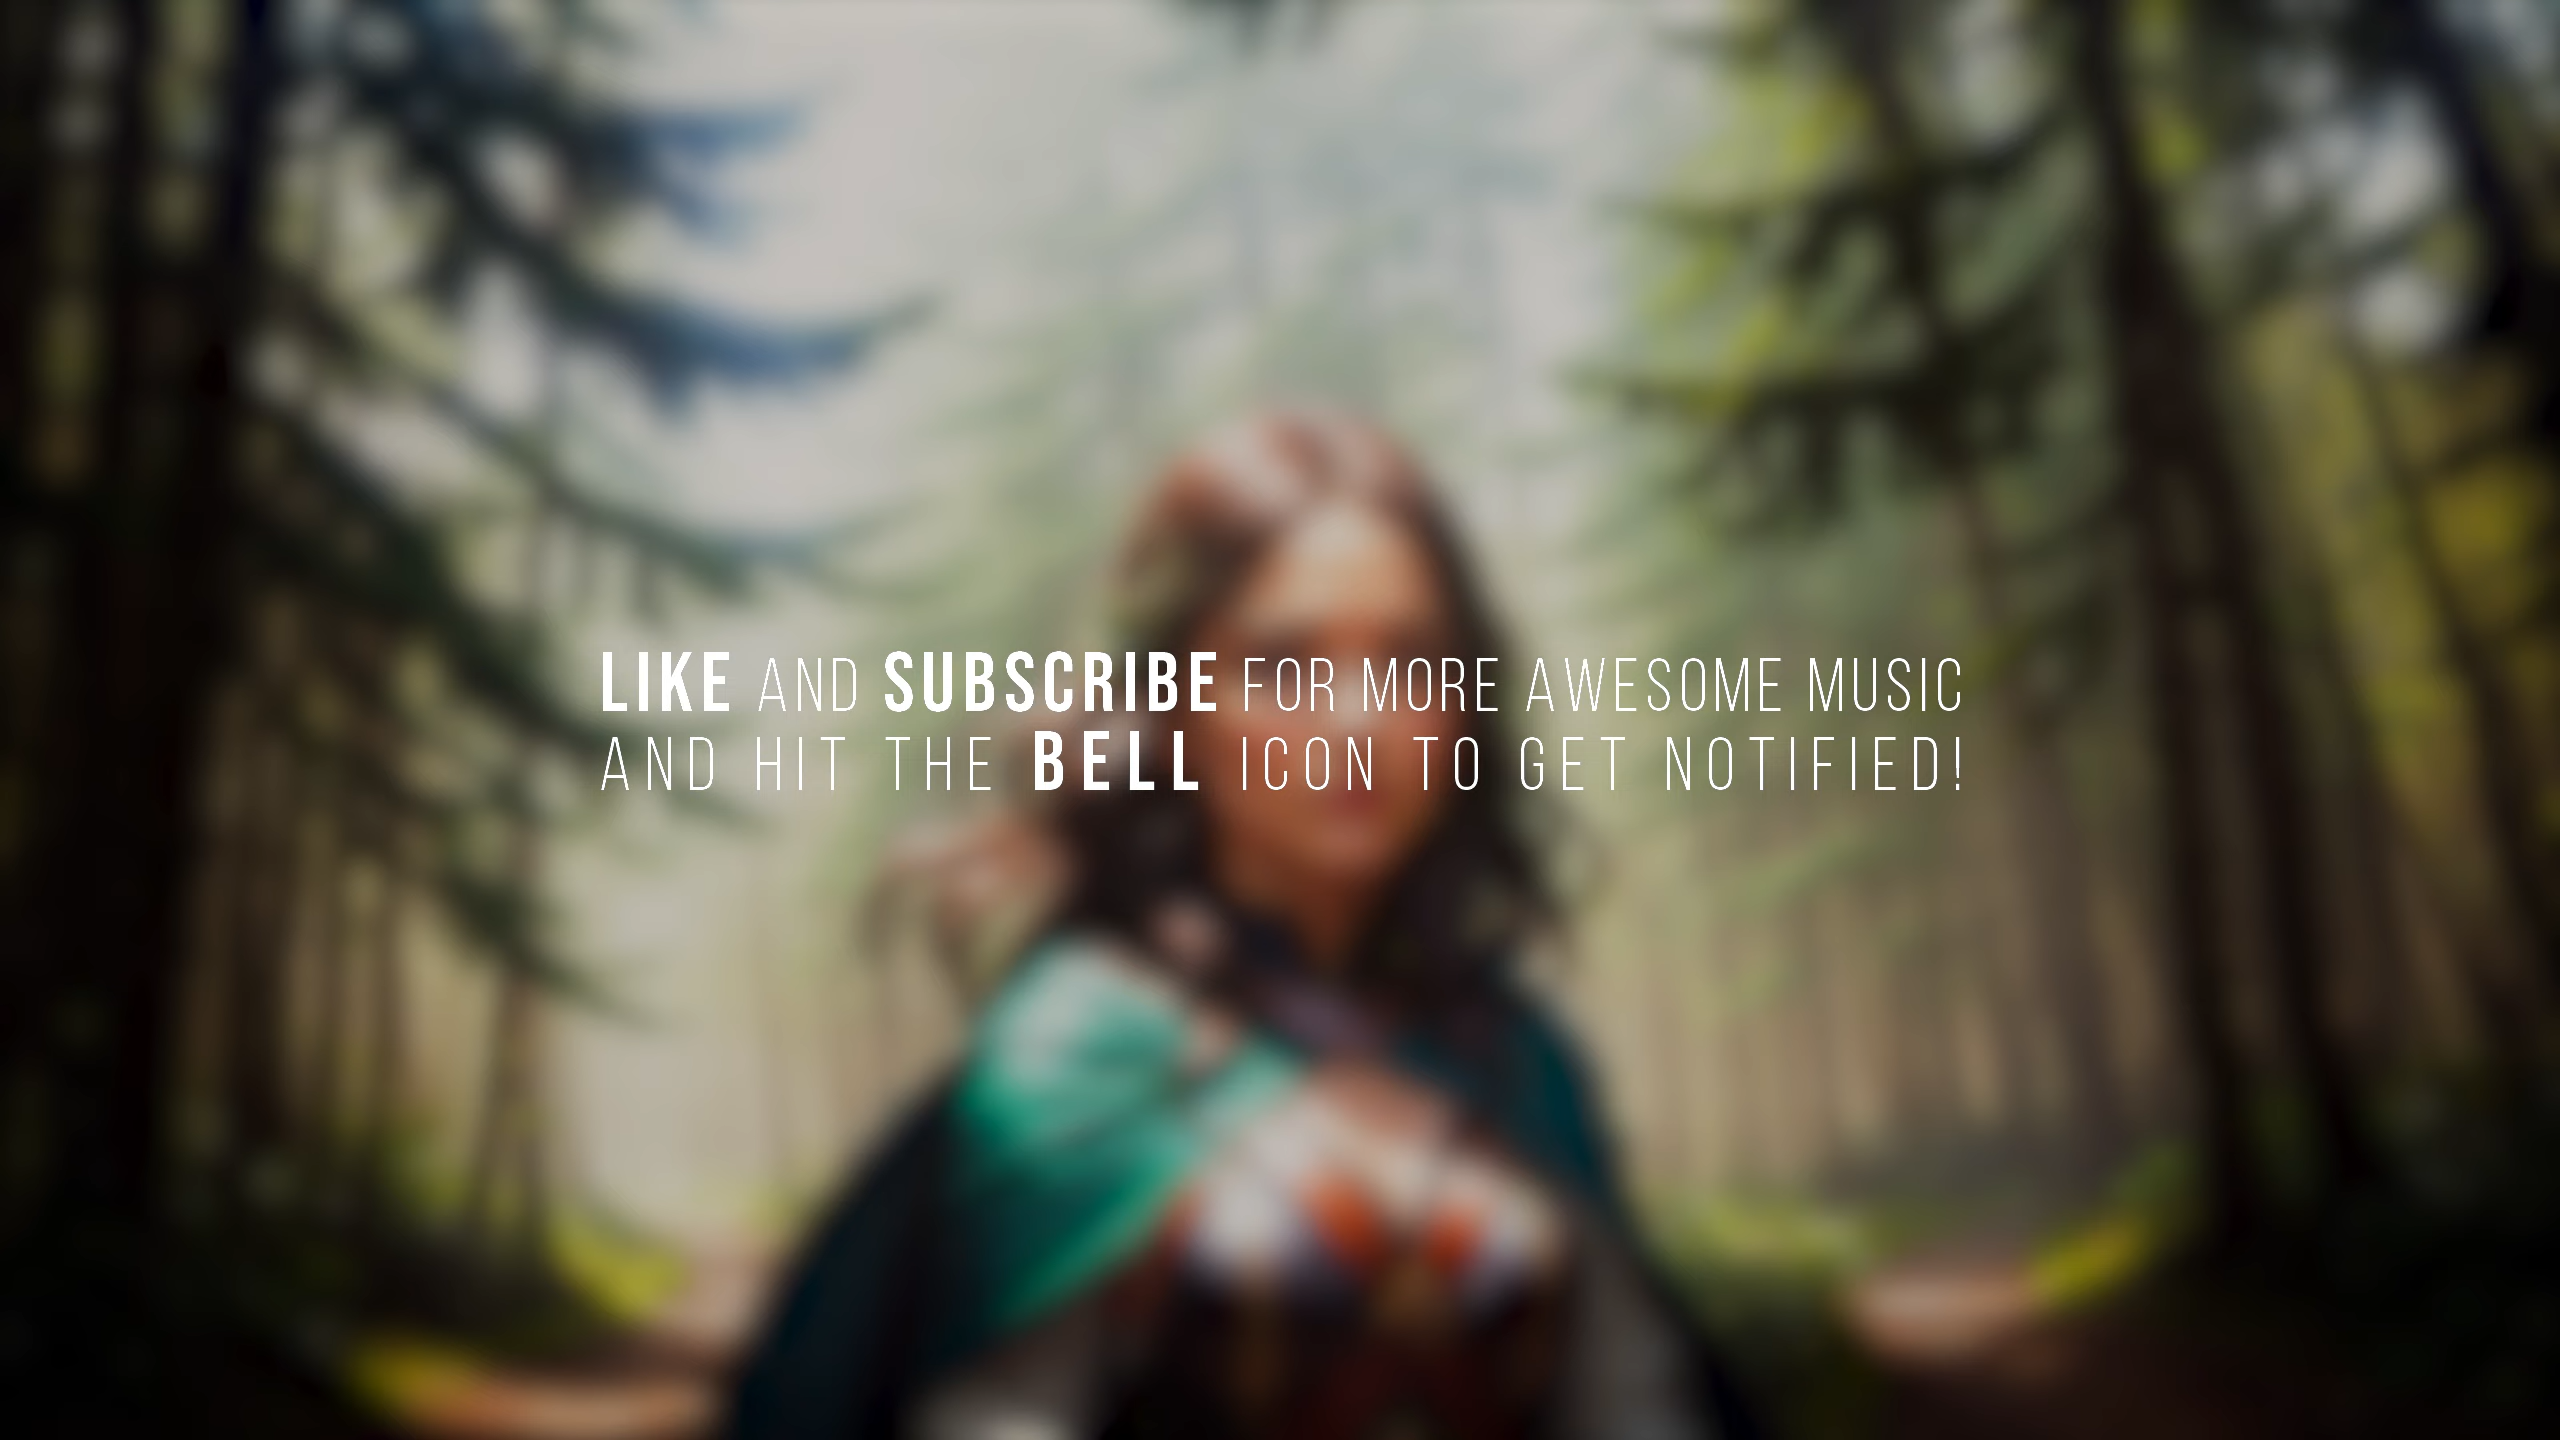 LIKE AND SUBSCRIBE FOR MORE AWESOME MUSIC
AND HIT THE BELL ICON TO GET NOTIFIED!